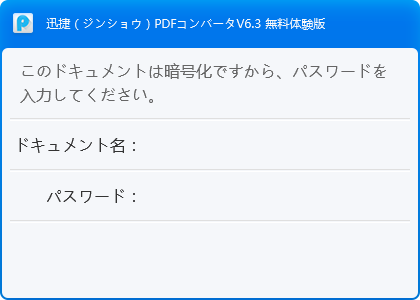 迅捷（ジンショウ）PDFコンバータV6.3 無料体験版
このドキュメントは暗号化ですから、パスワードを
入力してください。
ドキュメント名：
パスワード：